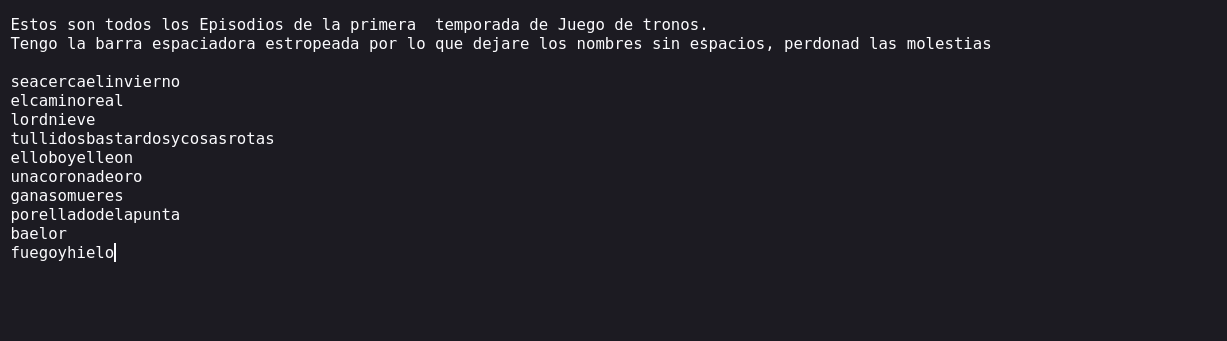 Estos son todos los Episodios de la primera  temporada de Juego de tronos.
Tengo la barra espaciadora estropeada por lo que dejare los nombres sin espacios, perdonad las molestias
seacercaelinvierno
elcaminoreal
lordnieve
tullidosbastardosycosasrotas
elloboyelleon
unacoronadeoro
ganasomueres
porelladodelapunta
baelor
fuegoyhielo